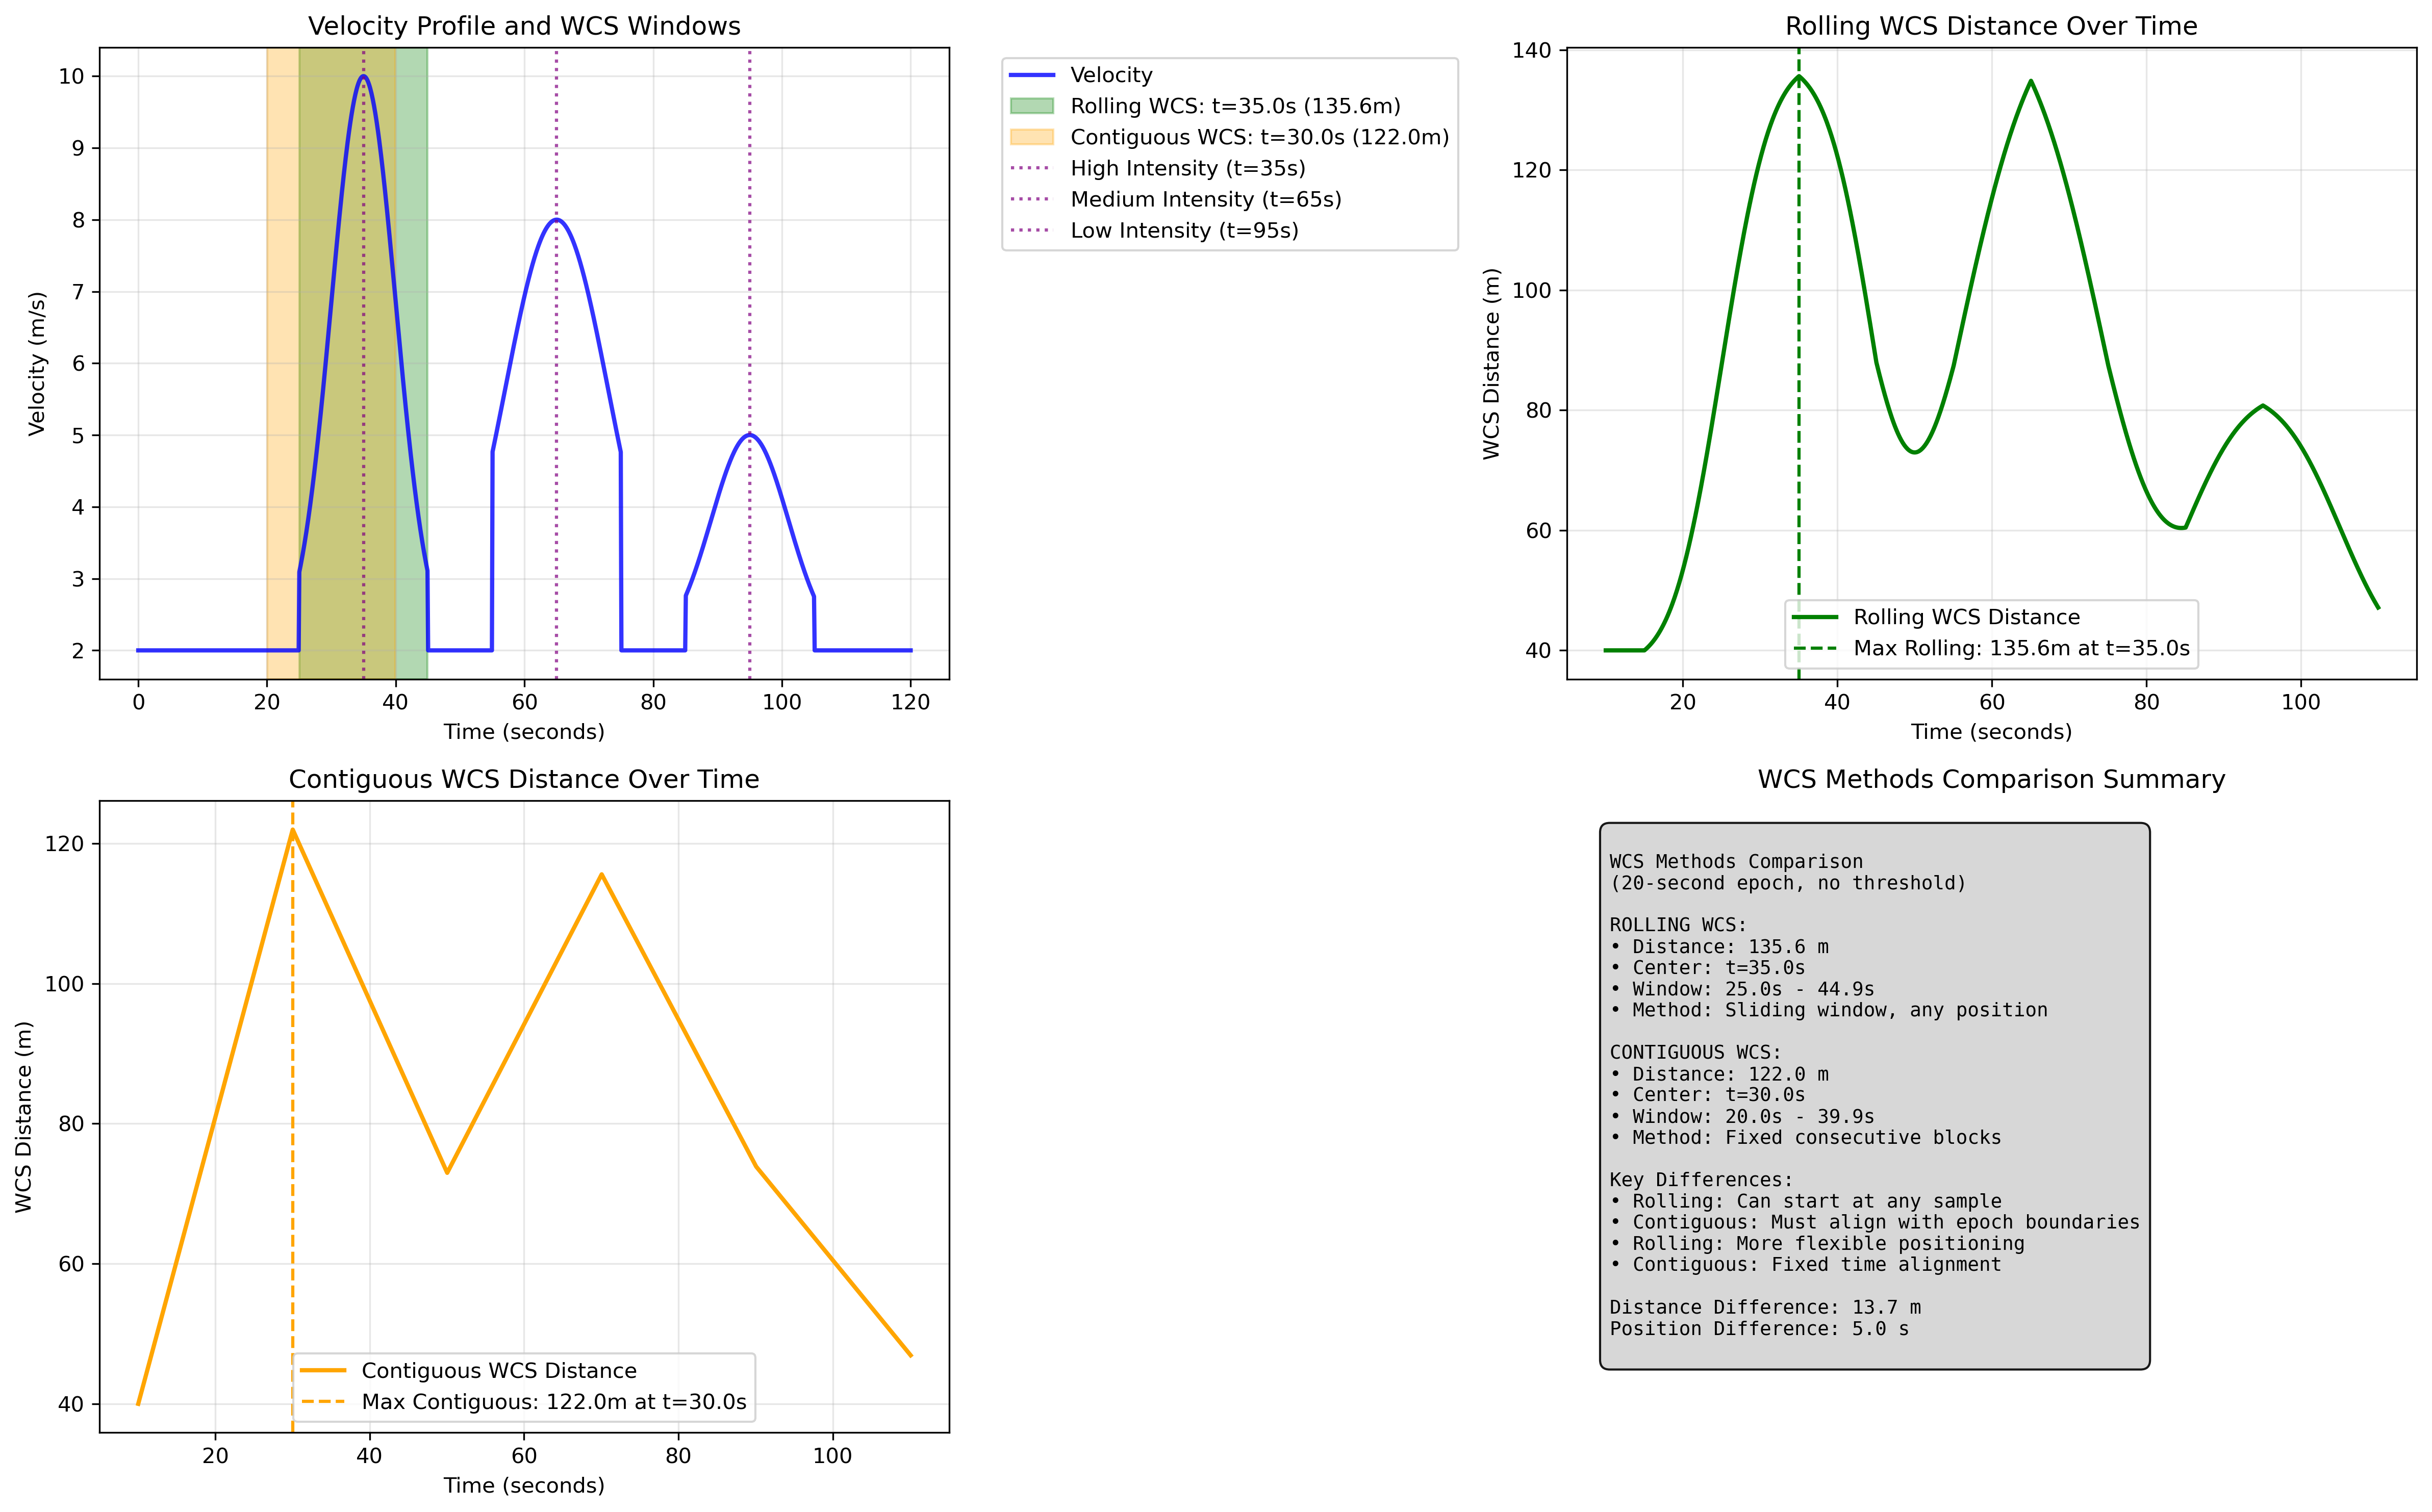 Velocity Profile and WCS Windows
10
9
8
7
6
5
4
3
2
Velocity (m/s)
0
20
40
60
80
100
120
Time (seconds)
Velocity
Rolling WCS: t=35.0s (135.6m)
Contiguous WCS: t=30.0s (122.0m)
High Intensity (t=35s)
Medium Intensity (t=65s)
Low Intensity (t=95s)
Rolling WCS Distance Over Time
140
120
100
80
60
40
WCS Distance (m)
20
40
60
80
100
Time (seconds)
Rolling WCS Distance
Max Rolling: 135.6m at t=35.0s
Contiguous WCS Distance Over Time
120
100
80
60
40
WCS Distance (m)
20
40
60
80
100
Time (seconds)
Contiguous WCS Distance
Max Contiguous: 122.0m at t=30.0s
WCS Methods Comparison Summary
WCS Methods Comparison
(20-second epoch, no threshold)
ROLLING WCS:
• Distance: 135.6 m
• Center: t=35.0s
• Window: 25.0s - 44.9s
• Method: Sliding window, any position
CONTIGUOUS WCS:
• Distance: 122.0 m
• Center: t=30.0s
• Window: 20.0s - 39.9s
• Method: Fixed consecutive blocks
Key Differences:
• Rolling: Can start at any sample
• Contiguous: Must align with epoch boundaries
• Rolling: More flexible positioning
• Contiguous: Fixed time alignment
Distance Difference: 13.7 m
Position Difference: 5.0 s